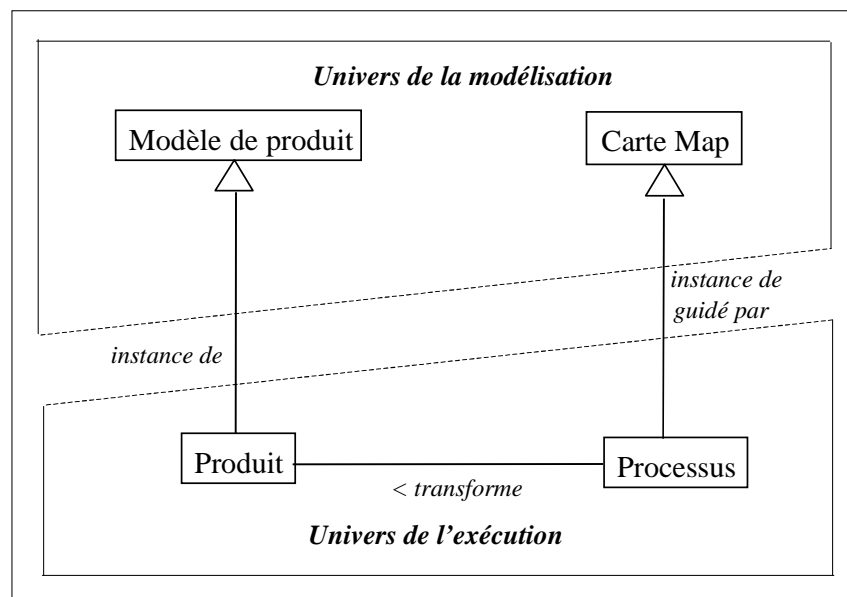 Univers de la modélisation
Modèle de produit
Carte Map
instance de
guidé par
instance de
Produit
Processus
< transforme
Univers de l’exécution